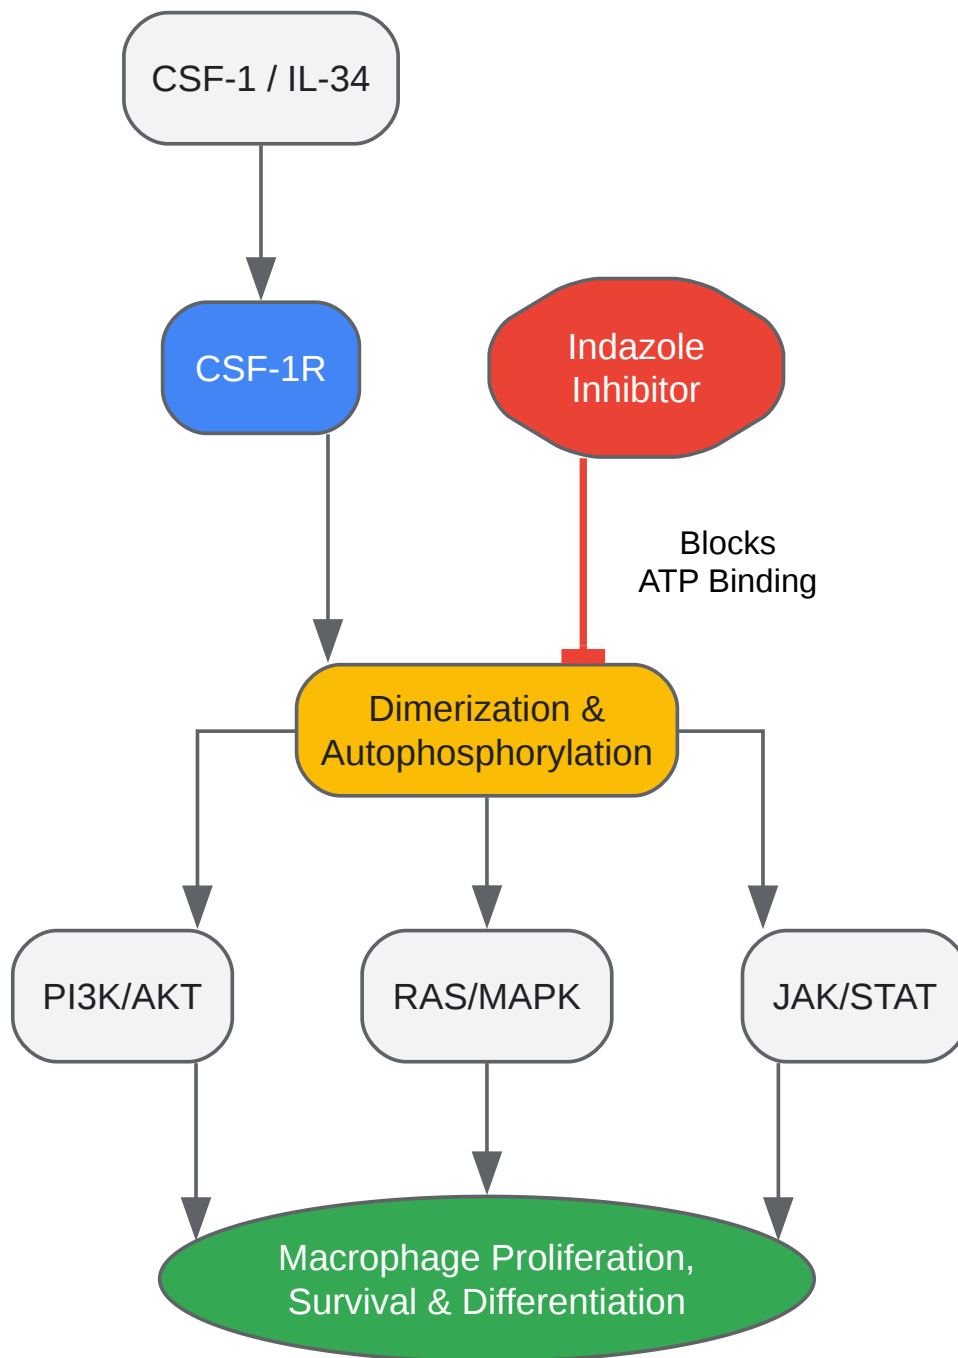 CSF-1 / IL-34
CSF-1R
Indazole
Inhibitor
Blocks
ATP Binding
Dimerization &
Autophosphorylation
PI3K/AKT
RAS/MAPK
JAK/STAT
Macrophage Proliferation,
Survival & Differentiation